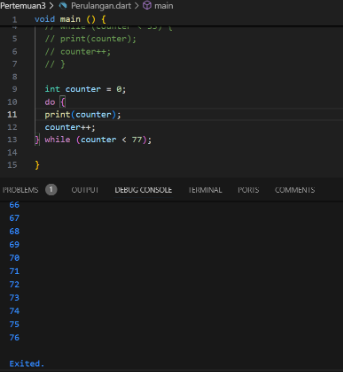 Pertemuan3 > Perulangan.dart > main
1 void main () {
4 // while (counter < 33) {
5 // print(counter);
6 // counter++;
7 // }
8
9 int counter = 0;
10 do {
11 print(counter);
12 counter++;
13 } while (counter < 77);
14
15 }
PROBLEMS 1 OUTPUT DEBUG CONSOLE TERMINAL PORTS COMMENTS
66
67
68
69
70
71
72
73
74
75
76
Exited.